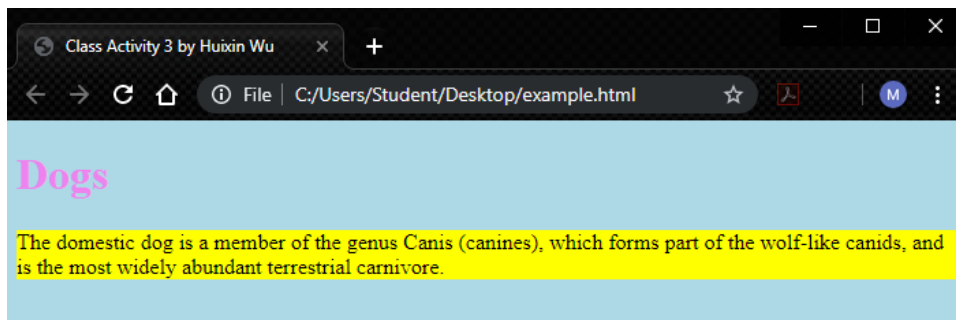 Class Activity 3 by Huixin Wu
File C:/Users/Student/Desktop/example.html
M
Dogs
The domestic dog is a member of the genus Canis (canines), which forms part of the wolf-like canids, and
is the most widely abundant terrestrial carnivore.